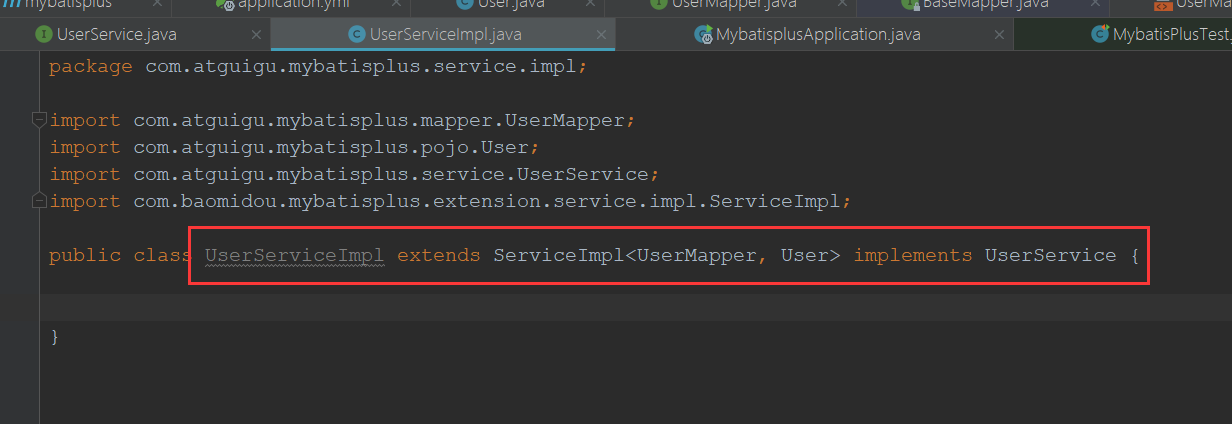 mybatisplus application.yml User.java UserMapper.java BaseMapper.java UserMa
UserService.java UserServiceImpl.java MybatisplusApplication.java MybatisPlusTest.
package com.atguigu.mybatisplus.service.impl;
import com.atguigu.mybatisplus.mapper.UserMapper;
import com.atguigu.mybatisplus.pojo.User;
import com.atguigu.mybatisplus.service.UserService;
import com.baomidou.mybatisplus.extension.service.impl.ServiceImpl;
public class UserServiceImpl extends ServiceImpl<UserMapper, User> implements UserService {
}